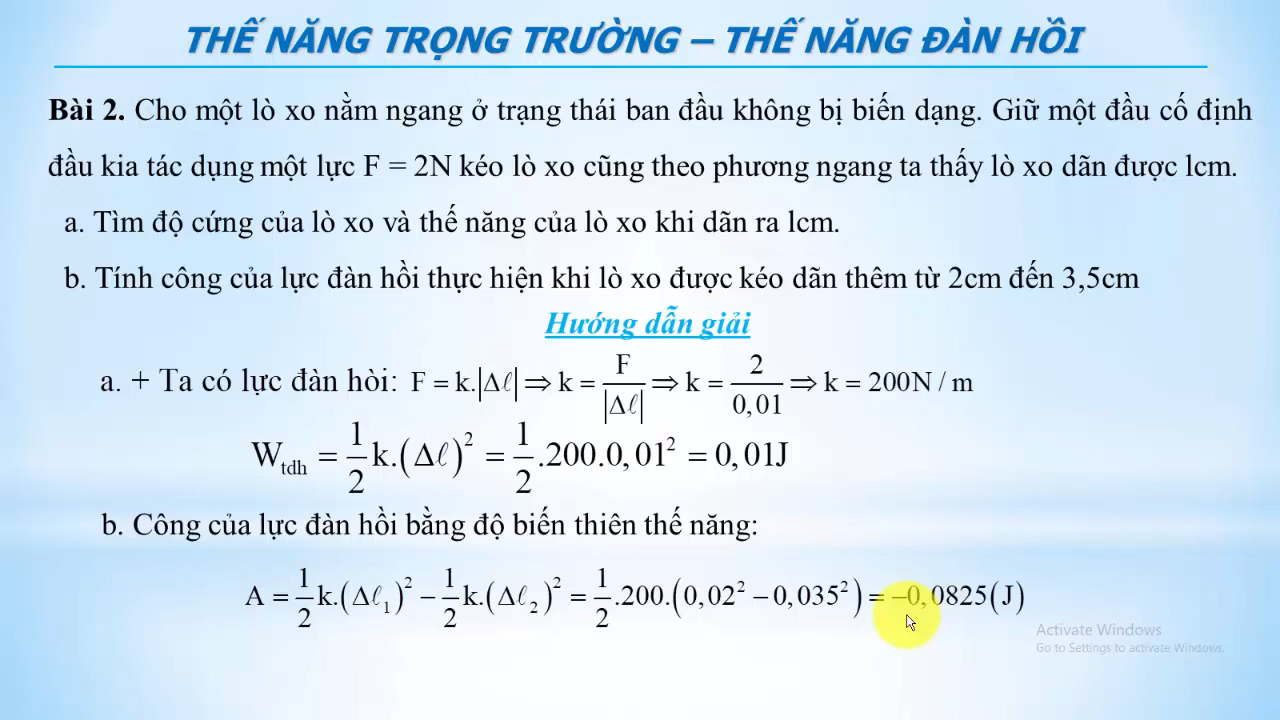 THẾ NĂNG TRỌNG TRƯỜNG – THẾ NĂNG ĐÀN HỒI
Bài 2. Cho một lò xo nằm ngang ở trạng thái ban đầu không bị biến dạng. Giữ một đầu cố định
đầu kia tác dụng một lực F = 2N kéo lò xo cũng theo phương ngang ta thấy lò xo dãn được lcm.
a. Tìm độ cứng của lò xo và thế năng của lò xo khi dãn ra lcm.
b. Tính công của lực đàn hồi thực hiện khi lò xo được kéo dãn thêm từ 2cm đến 3,5cm
Hướng dẫn giải
a. + Ta có lực đàn hòi: F = k.|Δℓ| ⇒ k = F/|Δℓ| ⇒ k = 2/0,01 ⇒ k = 200N / m
W_tdh = 1/2 k.(Δℓ)² = 1/2 .200.0,01² = 0,01J
b. Công của lực đàn hồi bằng độ biến thiên thế năng:
A = 1/2 k.(Δℓ₁)² − 1/2 k.(Δℓ₂)² = 1/2 .200.(0,02² − 0,035²) = −0,0825(J)
Activate Windows
Go to Settings to activate Windows.